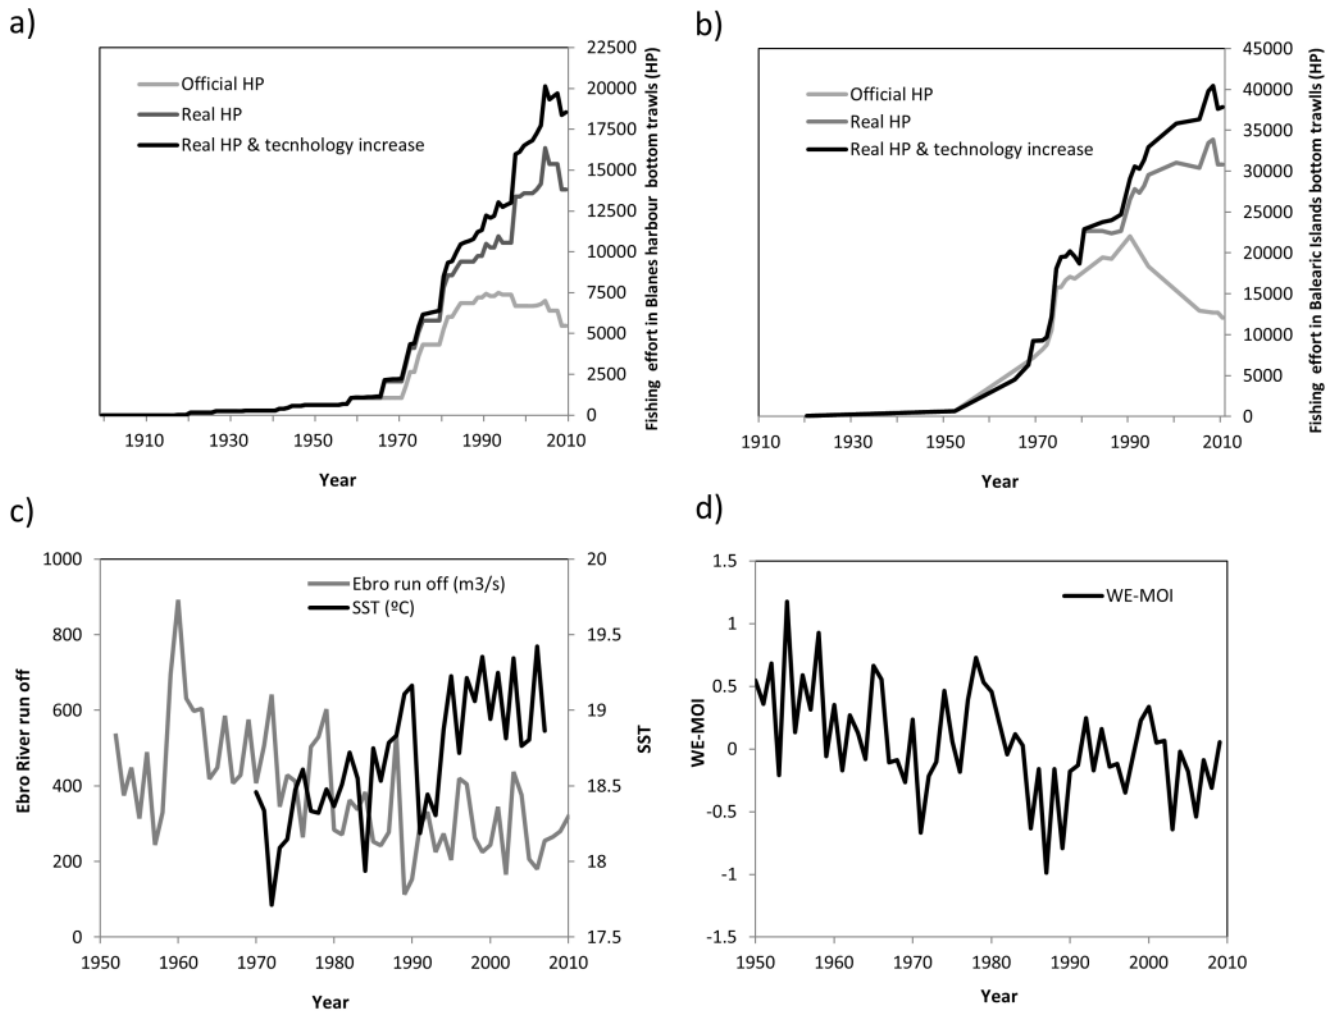 a)
Official HP
Real HP
Real HP & tecnhology increase
22500
20000
17500
15000
12500
10000
7500
5000
2500
0
Fishing effort in Blanes harbour bottom trawls (HP)
1910
1930
1950
1970
1990
2010
Year
b)
Official HP
Real HP
Real HP & technology increase
45000
40000
35000
30000
25000
20000
15000
10000
5000
0
Fishing effort in Balearic Islands bottom trawlls (HP)
1910
1930
1950
1970
1990
2010
Year
c)
Ebro run off (m3/s)
SST (ºC)
1000
800
600
400
200
0
Ebro River run off
20
19.5
19
18.5
18
17.5
SST
1950
1960
1970
1980
1990
2000
2010
Year
d)
WE-MOI
1.5
1
0.5
0
-0.5
-1
-1.5
WE-MOI
1950
1960
1970
1980
1990
2000
2010
Year